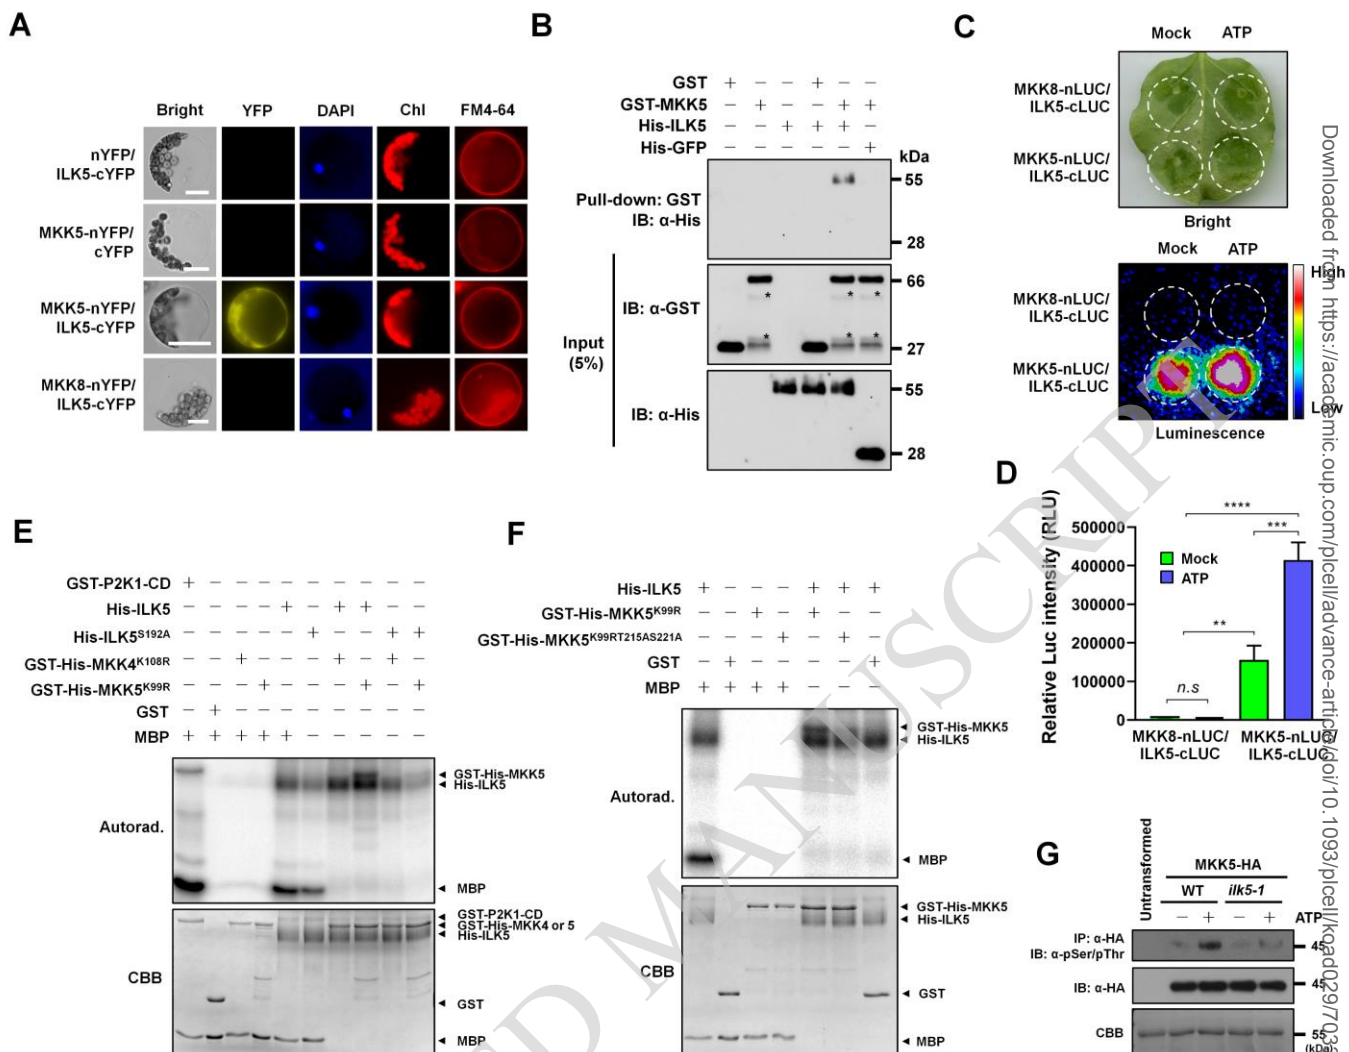 A
Bright YFP DAPI Chl FM4-64
nYFP/
ILK5-cYFP
MKK5-nYFP/
cYFP
MKK5-nYFP/
ILK5-cYFP
MKK8-nYFP/
ILK5-cYFP
B
GST − + − − + − −
GST-MKK5
His-ILK5
His-GFP
kDa
Pull-down: GST
IB: α-His
55
28
Input
(5%)
IB: α-GST
66
27
* * *
* * *
IB: α-His
55
28
C
Mock ATP
MKK8-nLUC/
ILK5-cLUC
MKK5-nLUC/
ILK5-cLUC
Bright
Mock ATP
MKK8-nLUC/
ILK5-cLUC
MKK5-nLUC/
ILK5-cLUC
High
Low
Luminescence
D
Relative Luc intensity (RLU)
500000
400000
300000
200000
100000
0
Mock
ATP
****
***
**
n.s
MKK8-nLUC/
ILK5-cLUC
MKK5-nLUC/
ILK5-cLUC
E
GST-P2K1-CD
His-ILK5
His-ILK5S192A
GST-His-MKK4K108R
GST-His-MKK5K99R
GST
MBP
Autorad.
GST-His-MKK5
His-ILK5
MBP
CBB
GST-P2K1-CD
GST-His-MKK4 or 5
His-ILK5
GST
MBP
F
His-ILK5
GST-His-MKK5K99R
GST-His-MKK5K99RT215AS221A
GST
MBP
Autorad.
GST-His-MKK5
His-ILK5
MBP
CBB
GST-His-MKK5
His-ILK5
GST
MBP
G
Untransformed
MKK5-HA
WT ilk5-1
− + − + ATP
IP: α-HA
IB: α-pSer/pThr
45
IB: α-HA
45
CBB
55
(kDa)
Downloaded from https://academic.oup.com/plcell/advance-article/doi/10.1093/plcell/koad029/703
D MANUSCRIPT